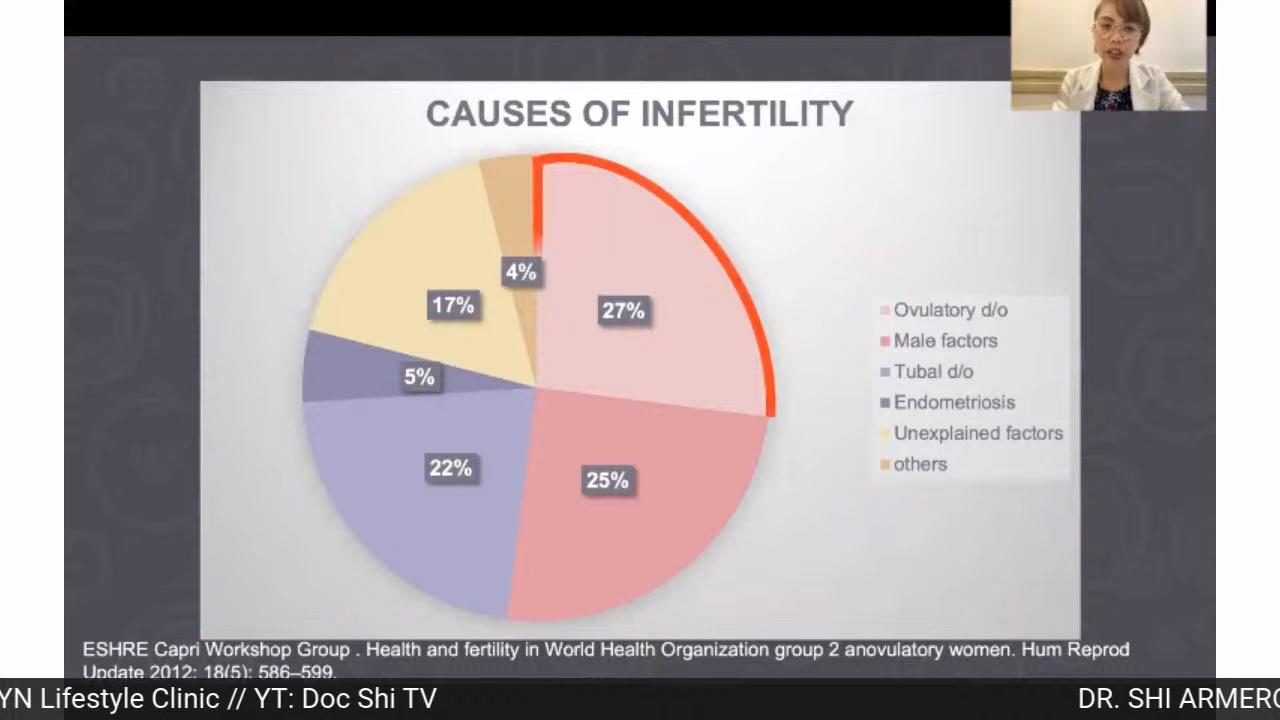 CAUSES OF INFERTILITY
4%
27%
17%
5%
22%
25%
Ovulatory d/o
Male factors
Tubal d/o
Endometriosis
Unexplained factors
others
ESHRE Capri Workshop Group . Health and fertility in World Health Organization group 2 anovulatory women. Hum Reprod
Update 2012; 18(5): 586–599.
YN Lifestyle Clinic // YT: Doc Shi TV
DR. SHI ARMERO